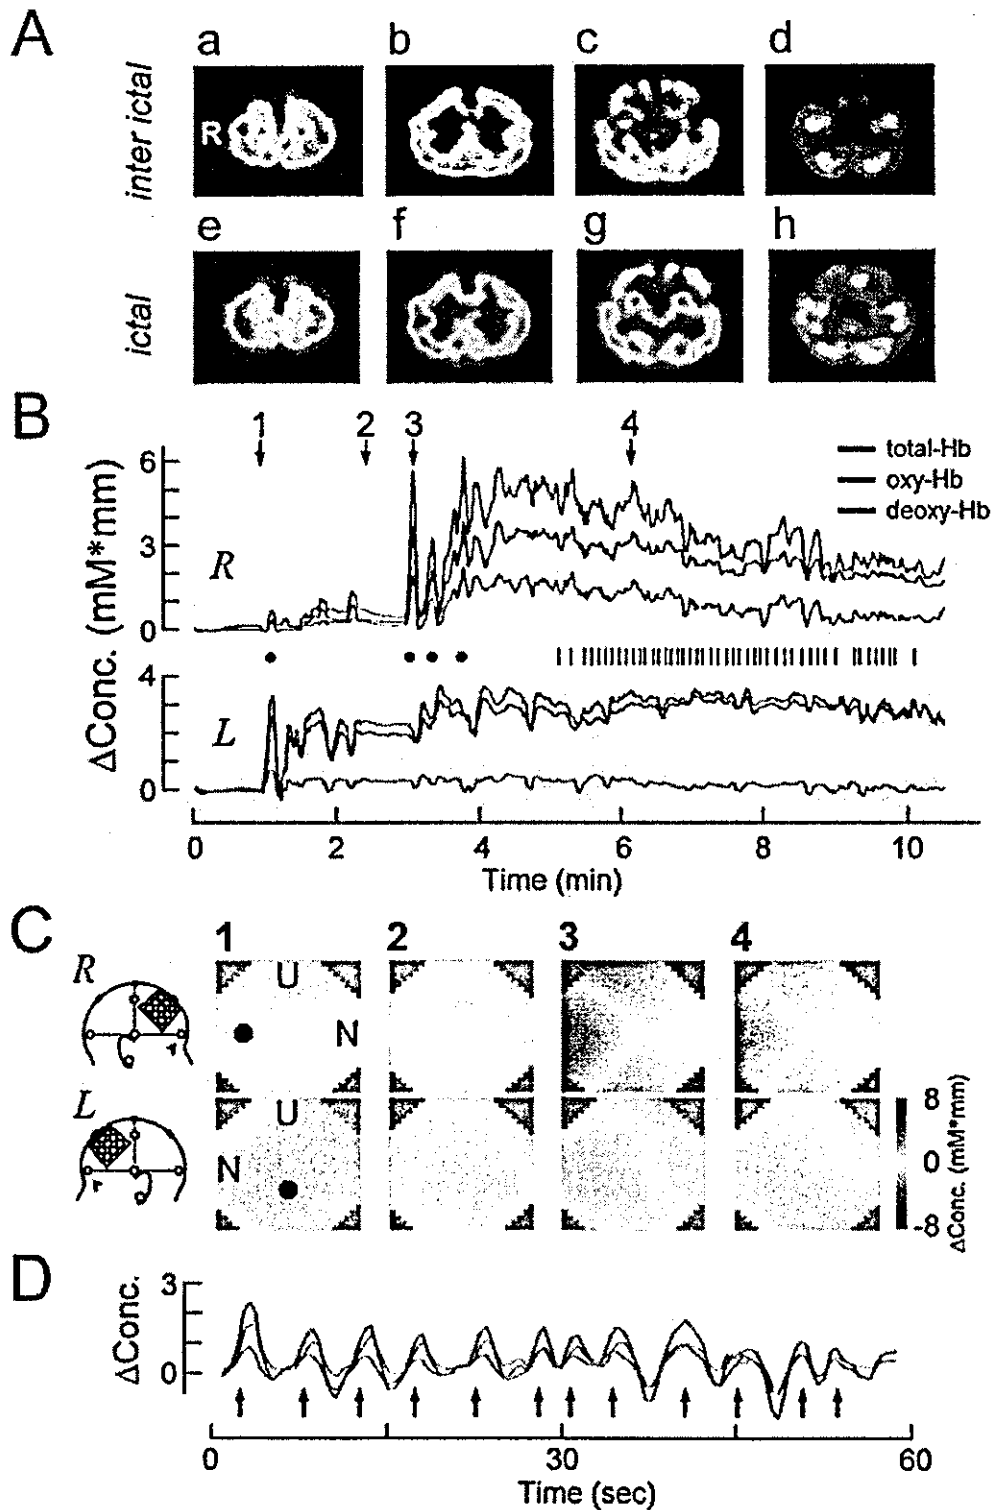 A
a b c d
inter ictal
R
e f g h
ictal
B
1 2 3 4
total-Hb
oxy-Hb
deoxy-Hb
ΔConc. (mM*mm)
6
3
0
R
4
2
0
L
0 2 4 6 8 10
Time (min)
C
1 2 3 4
R
U
N
L
U
N
8
0
-8
ΔConc. (mM*mm)
D
ΔConc.
3
0
0 30 60
Time (sec)